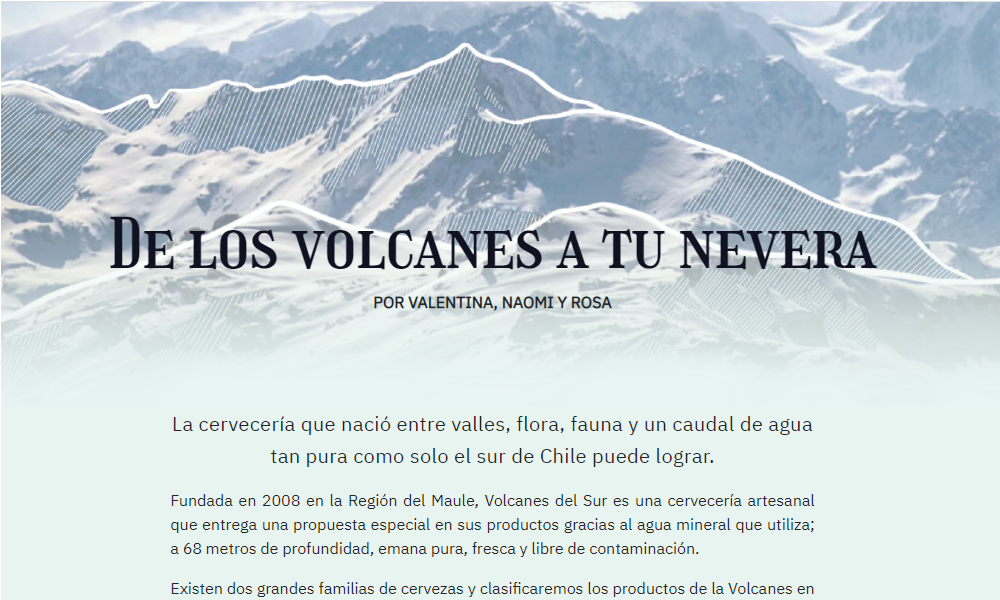 DE LOS VOLCANES A TU NEVERA
POR VALENTINA, NAOMI Y ROSA
La cervecería que nació entre valles, flora, fauna y un caudal de agua
tan pura como solo el sur de Chile puede lograr.
Fundada en 2008 en la Región del Maule, Volcanes del Sur es una cervecería artesanal
que entrega una propuesta especial en sus productos gracias al agua mineral que utiliza;
a 68 metros de profundidad, emana pura, fresca y libre de contaminación.
Existen dos grandes familias de cervezas y clasificaremos los productos de la Volcanes en